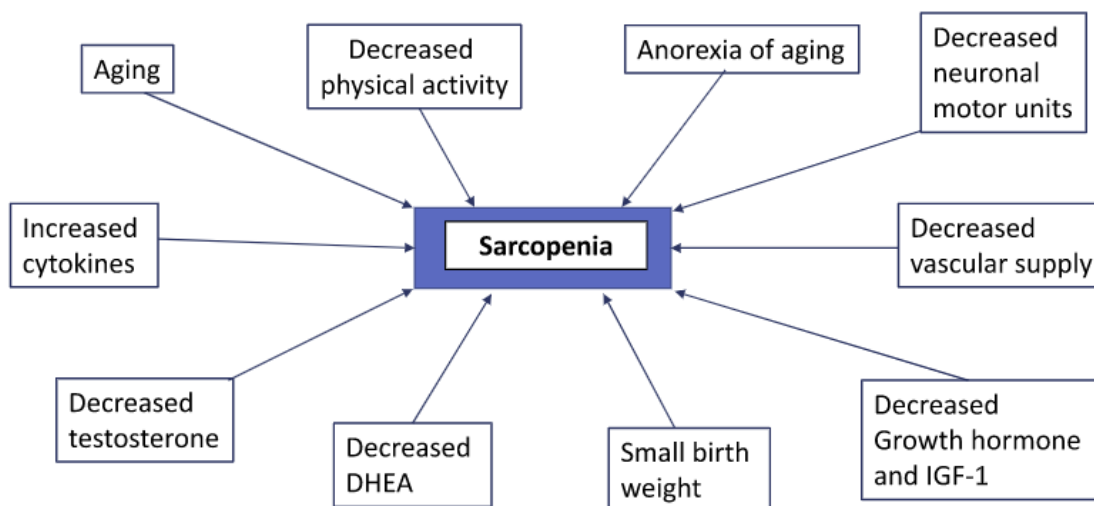 Aging
Decreased
physical activity
Anorexia of aging
Decreased
neuronal
motor units
Increased
cytokines
Sarcopenia
Decreased
vascular supply
Decreased
testosterone
Decreased
DHEA
Small birth
weight
Decreased
Growth hormone
and IGF-1